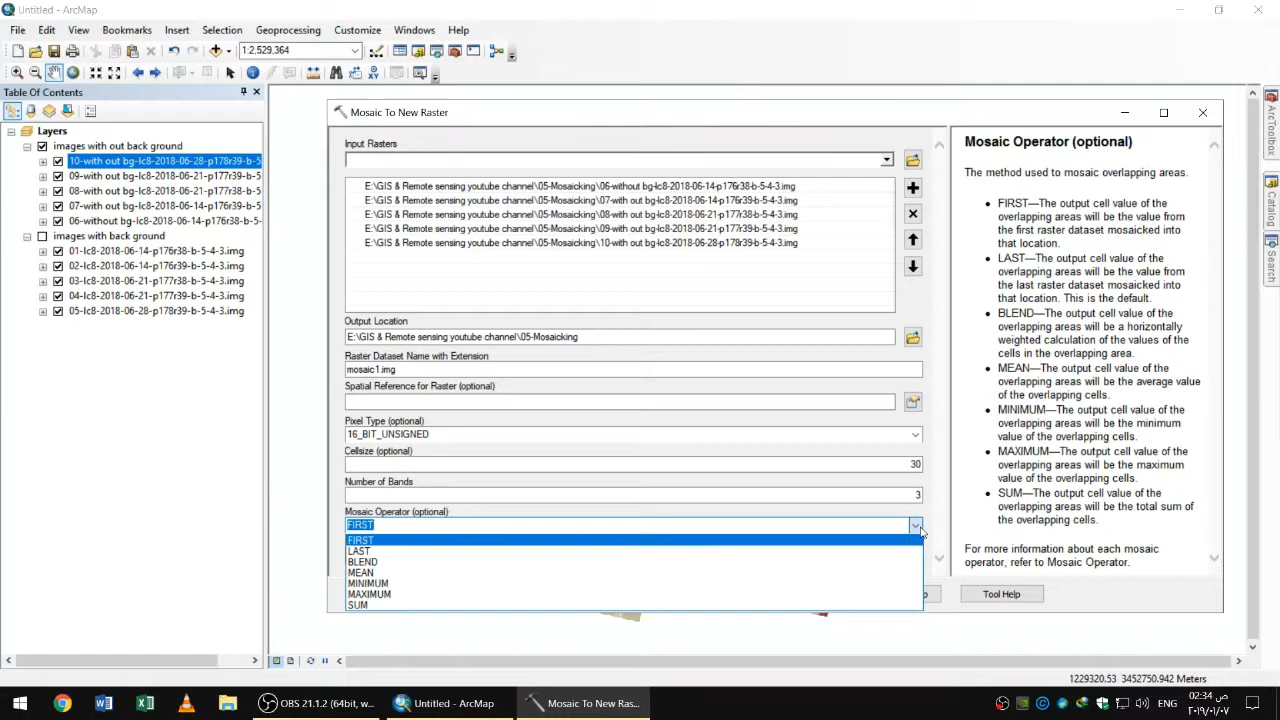 Untitled - ArcMap
File Edit View Bookmarks Insert Selection Geoprocessing Customize Windows Help
1:2,529,364
Table Of Contents
Layers
images with out back ground
10-with out bg-lc8-2018-06-28-p178r39-b-5
09-with out bg-lc8-2018-06-21-p177r39-b-5
08-with out bg-lc8-2018-06-21-p177r38-b-5
07-with out bg-lc8-2018-06-14-p176r39-b-5
06-without bg-lc8-2018-06-14-p176r38-b-5-
images with back ground
01-lc8-2018-06-14-p176r38-b-5-4-3.img
02-lc8-2018-06-14-p176r39-b-5-4-3.img
03-lc8-2018-06-21-p177r38-b-5-4-3.img
04-lc8-2018-06-21-p177r39-b-5-4-3.img
05-lc8-2018-06-28-p178r39-b-5-4-3.img
Mosaic To New Raster
Input Rasters
E:\GIS & Remote sensing youtube channel\05-Mosaicking\06-without bg-lc8-2018-06-14-p176r38-b-5-4-3.img
E:\GIS & Remote sensing youtube channel\05-Mosaicking\07-with out bg-lc8-2018-06-14-p176r39-b-5-4-3.img
E:\GIS & Remote sensing youtube channel\05-Mosaicking\08-with out bg-lc8-2018-06-21-p177r38-b-5-4-3.img
E:\GIS & Remote sensing youtube channel\05-Mosaicking\09-with out bg-lc8-2018-06-21-p177r39-b-5-4-3.img
E:\GIS & Remote sensing youtube channel\05-Mosaicking\10-with out bg-lc8-2018-06-28-p178r39-b-5-4-3.img
Output Location
E:\GIS & Remote sensing youtube channel\05-Mosaicking
Raster Dataset Name with Extension
mosaic1.img
Spatial Reference for Raster (optional)
Pixel Type (optional)
16_BIT_UNSIGNED
Cellsize (optional)
30
Number of Bands
3
Mosaic Operator (optional)
FIRST
FIRST
LAST
BLEND
MEAN
MINIMUM
MAXIMUM
SUM
Mosaic Operator (optional)
The method used to mosaic overlapping areas.
FIRST—The output cell value of the
overlapping areas will be the value from
the first raster dataset mosaicked into
that location.
LAST—The output cell value of the
overlapping areas will be the value from
the last raster dataset mosaicked into
that location. This is the default.
BLEND—The output cell value of the
overlapping areas will be a horizontally
weighted calculation of the values of the
cells in the overlapping area.
MEAN—The output cell value of the
overlapping areas will be the average value
of the overlapping cells.
MINIMUM—The output cell value of the
overlapping areas will be the minimum
value of the overlapping cells.
MAXIMUM—The output cell value of the
overlapping areas will be the maximum
value of the overlapping cells.
SUM—The output cell value of the
overlapping areas will be the total sum of
the overlapping cells.
For more information about each mosaic
operator, refer to Mosaic Operator.
Tool Help
ArcToolbox
Catalog
Search
1229320.53 3452750.942 Meters
OBS 21.1.2 (64bit, w...
Untitled - ArcMap
Mosaic To New Ras...
ENG
02:34 ص
٢٠١٩/٠١/٠٧